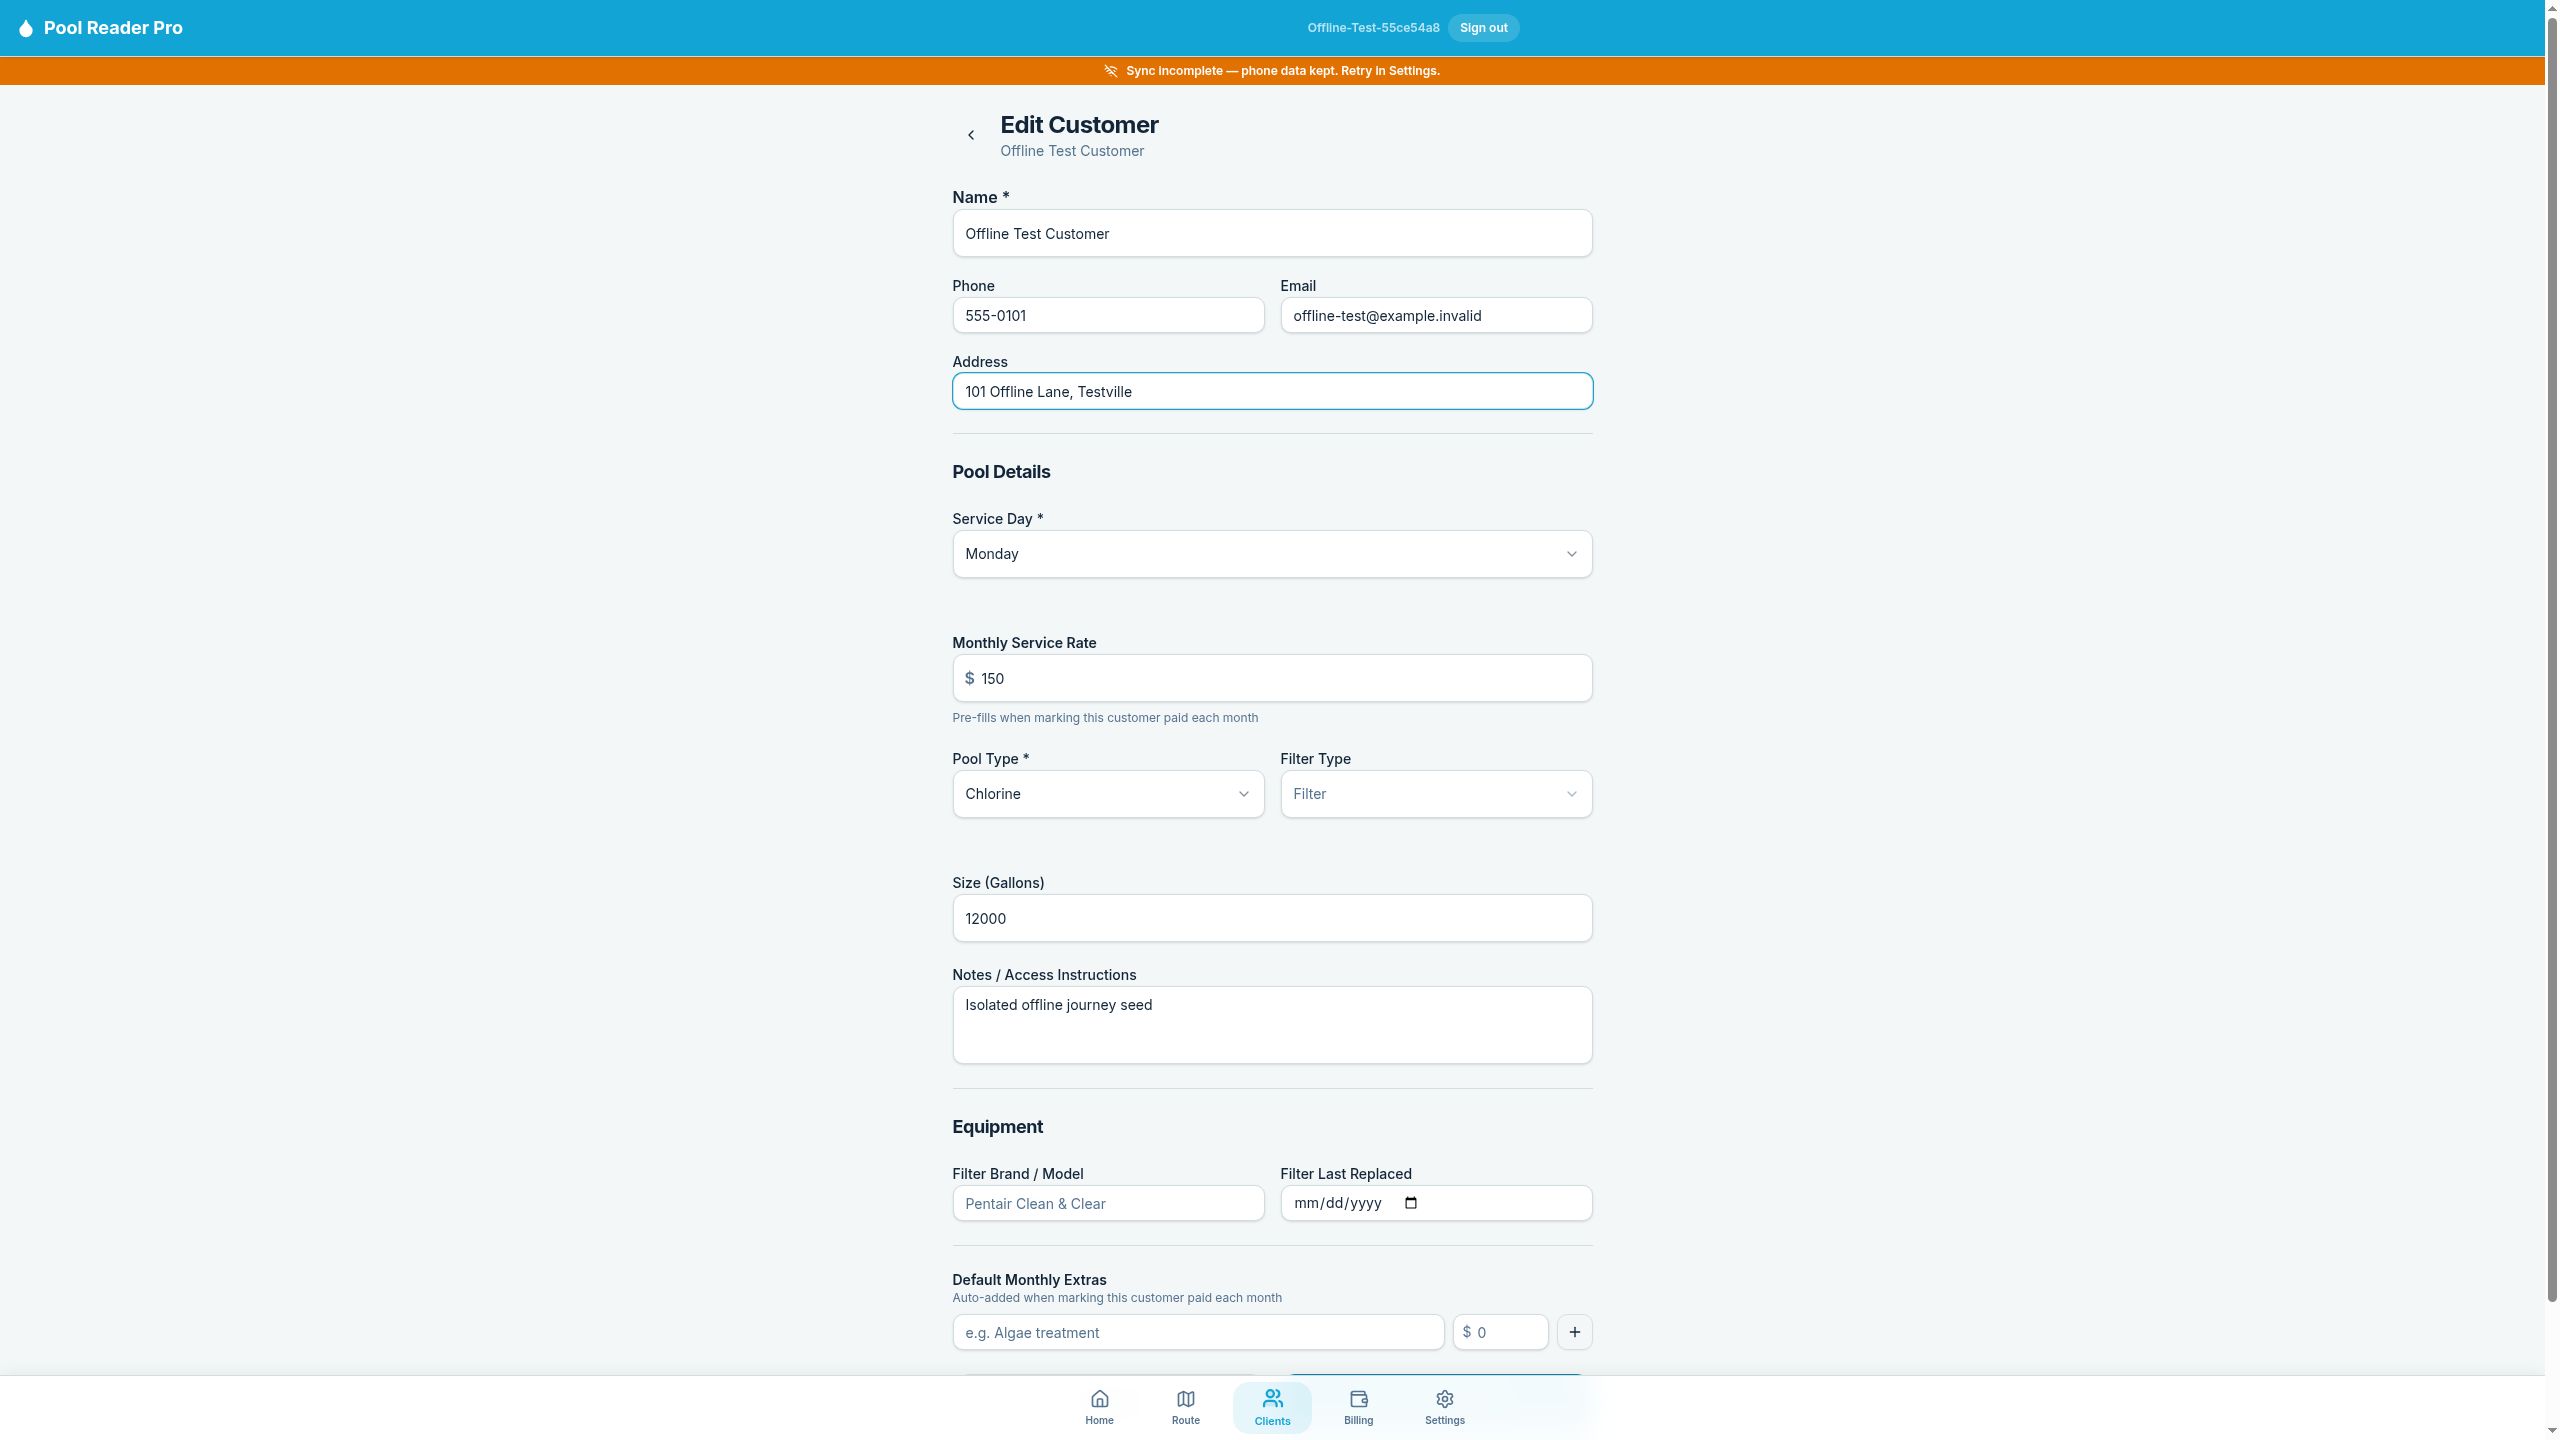 Pool Reader Pro
Offline-Test-55ce54a8
Sign out
Sync incomplete — phone data kept. Retry in Settings.
Edit Customer
Offline Test Customer
Name *
Offline Test Customer
Phone
Email
555-0101
offline-test@example.invalid
Address
101 Offline Lane, Testville
Pool Details
Service Day *
Monday
Monthly Service Rate
$ 150
Pre-fills when marking this customer paid each month
Pool Type *
Filter Type
Chlorine
Filter
Size (Gallons)
12000
Notes / Access Instructions
Isolated offline journey seed
Equipment
Filter Brand / Model
Filter Last Replaced
Pentair Clean & Clear
mm/dd/yyyy
Default Monthly Extras
Auto-added when marking this customer paid each month
e.g. Algae treatment
$ 0
+
Home
Route
Clients
Billing
Settings